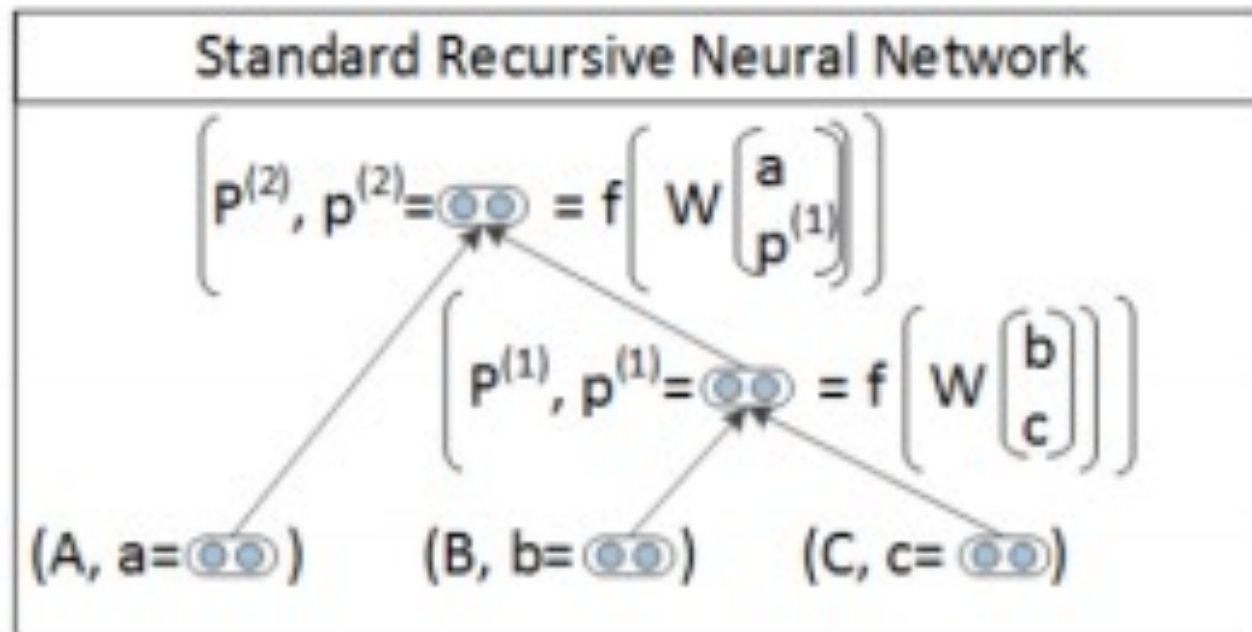 Standard Recursive Neural Network
(P^(2), p^(2)= = f(W[a p^(1)]))
(P^(1), p^(1)= = f(W[b c]))
(A, a= ) (B, b= ) (C, c= )